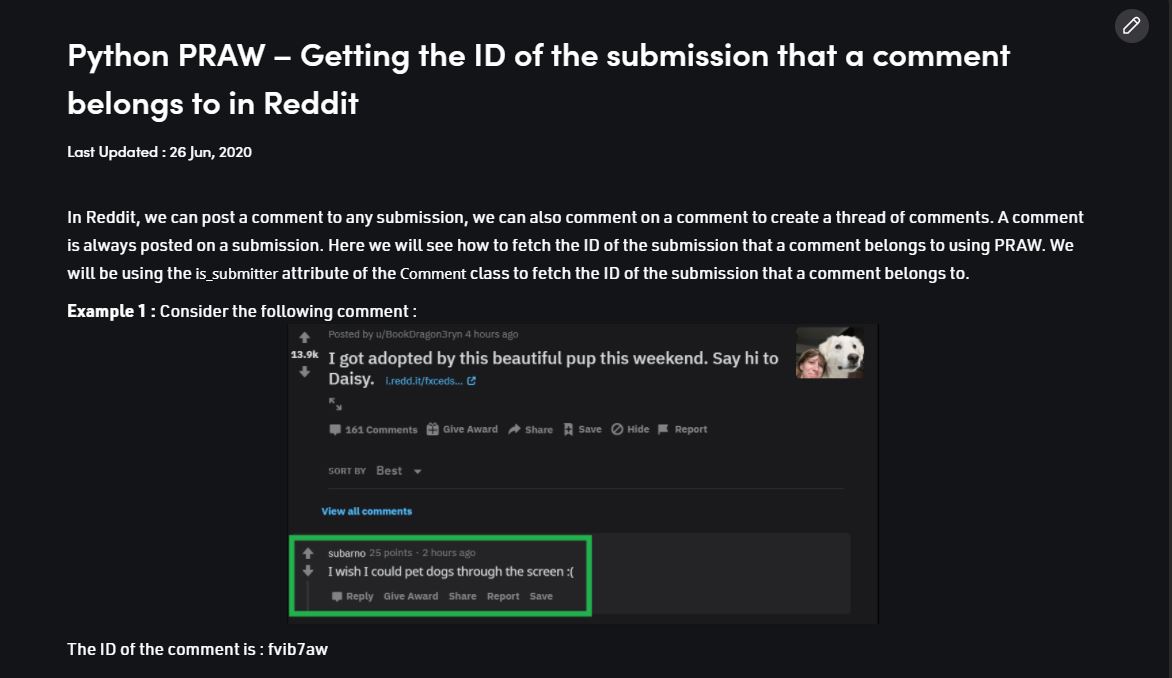 Python PRAW – Getting the ID of the submission that a comment
belongs to in Reddit
Last Updated : 26 Jun, 2020
In Reddit, we can post a comment to any submission, we can also comment on a comment to create a thread of comments. A comment
is always posted on a submission. Here we will see how to fetch the ID of the submission that a comment belongs to using PRAW. We
will be using the is_submitter attribute of the Comment class to fetch the ID of the submission that a comment belongs to.
Example 1 : Consider the following comment :
Posted by u/BookDragon3ryn 4 hours ago
13.9k I got adopted by this beautiful pup this weekend. Say hi to
Daisy. i.redd.it/fxceds...
161 Comments Give Award Share Save Hide Report
SORT BY Best
View all comments
subarno 25 points · 2 hours ago
I wish I could pet dogs through the screen :(
Reply Give Award Share Report Save
The ID of the comment is : fvib7aw